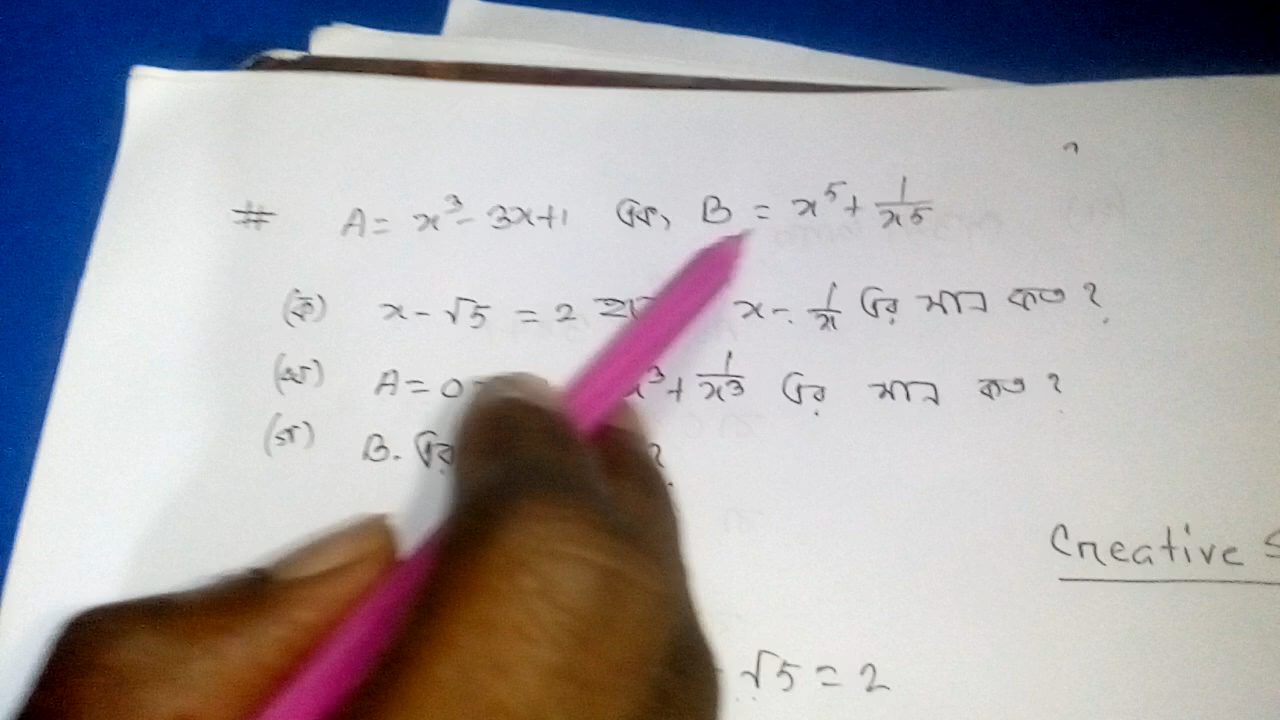 # A = x³ - 3x + 1 এবং, B = x⁵ + 1/x⁵
(ক) x - √5 = 2 x - 1/x এর মান কত ?
(খ) A = 0 x³ + 1/x³ এর মান কত ?
(গ) B. এর ?
Creative
√5 = 2